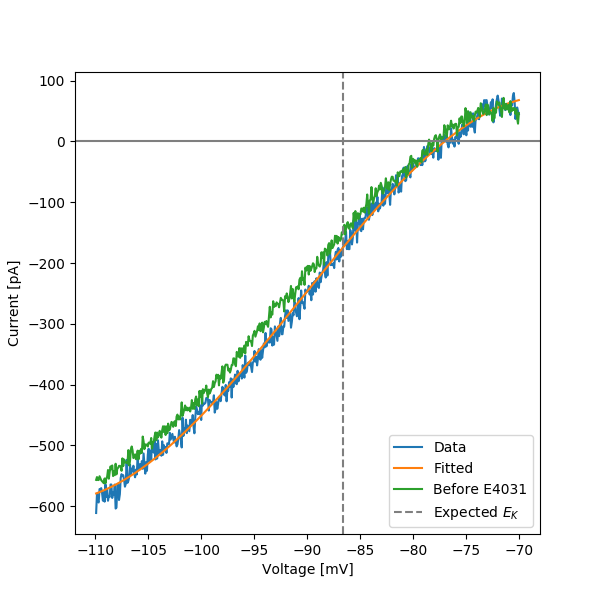 100
0
−100
−200
−300
−400
−500
−600
Current [pA]
−110
−105
−100
−95
−90
−85
−80
−75
−70
Voltage [mV]
Data
Fitted
Before E4031
Expected $E_K$